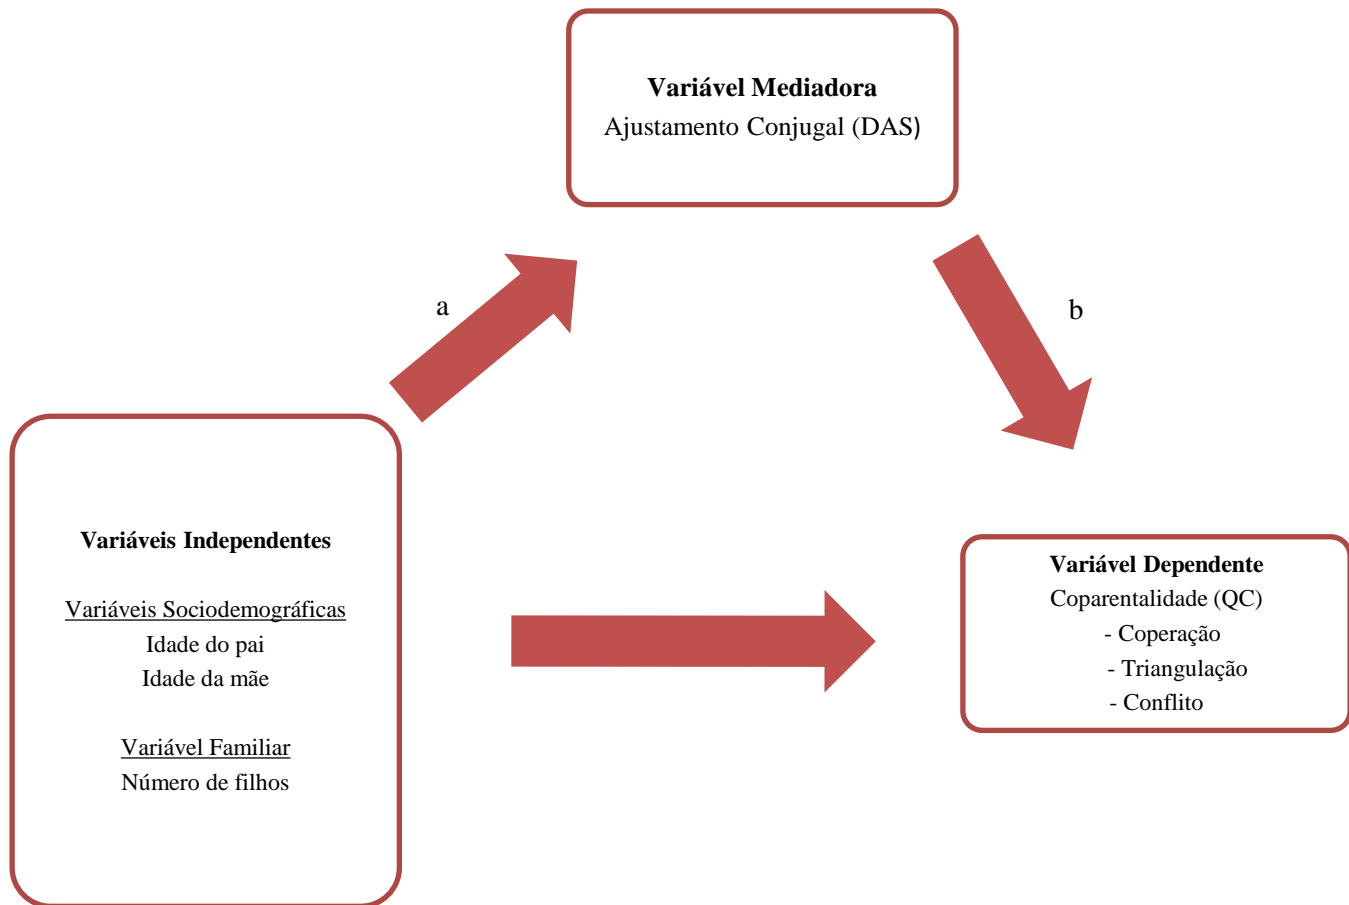 Variável Mediadora
Ajustamento Conjugal (DAS)
a
b
Variáveis Independentes
Variáveis Sociodemográficas
Idade do pai
Idade da mãe
Variável Familiar
Número de filhos
Variável Dependente
Coparentalidade (QC)
- Coperação
- Triangulação
- Conflito